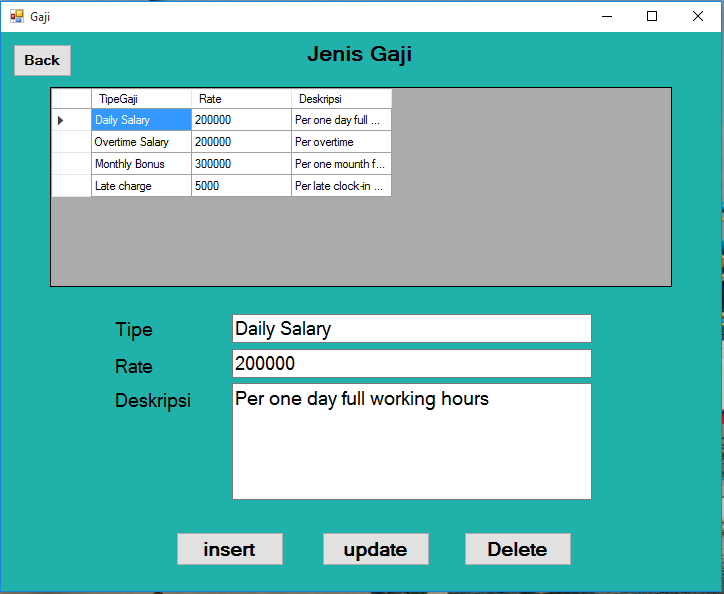 Gaji
Back
Jenis Gaji
TipeGaji Rate Deskripsi
Daily Salary 200000 Per one day full ...
Overtime Salary 200000 Per overtime
Monthly Bonus 300000 Per one mounth f...
Late charge 5000 Per late clock-in ...
Tipe Daily Salary
Rate 200000
Deskripsi Per one day full working hours
insert update Delete